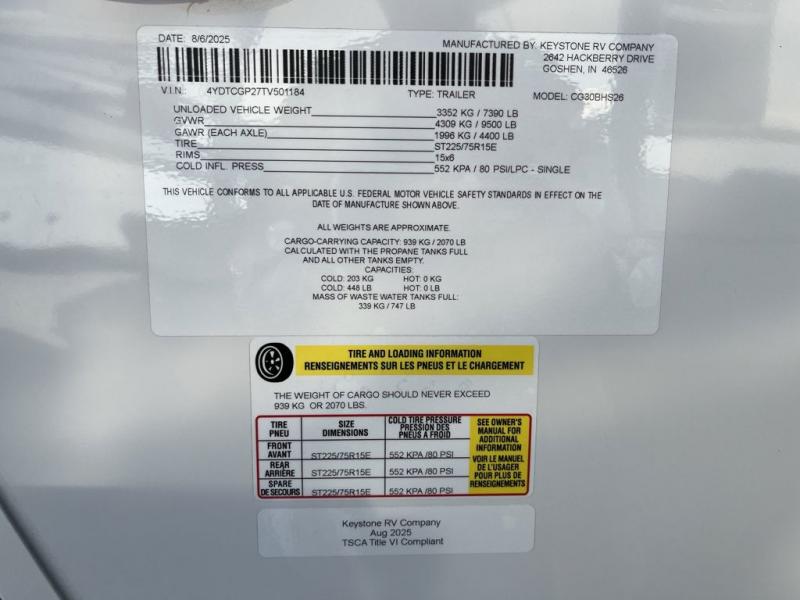 DATE: 8/6/2025
MANUFACTURED BY: KEYSTONE RV COMPANY
2642 HACKBERRY DRIVE
GOSHEN, IN 46526
V.I.N.: 4YDTCGP27TV501184 TYPE: TRAILER MODEL: CG30BHS26
UNLOADED VEHICLE WEIGHT 3352 KG / 7390 LB
GVWR 4309 KG / 9500 LB
GAWR (EACH AXLE) 1996 KG / 4400 LB
TIRE ST225/75R15E
RIMS 15x6
COLD INFL. PRESS 552 KPA / 80 PSI/LPC - SINGLE
THIS VEHICLE CONFORMS TO ALL APPLICABLE U.S. FEDERAL MOTOR VEHICLE SAFETY STANDARDS IN EFFECT ON THE
DATE OF MANUFACTURE SHOWN ABOVE.
ALL WEIGHTS ARE APPROXIMATE.
CARGO-CARRYING CAPACITY: 939 KG / 2070 LB
CALCULATED WITH THE PROPANE TANKS FULL
AND ALL OTHER TANKS EMPTY.
CAPACITIES:
COLD: 203 KG HOT: 0 KG
COLD: 448 LB HOT: 0 LB
MASS OF WASTE WATER TANKS FULL:
339 KG / 747 LB
TIRE AND LOADING INFORMATION
RENSEIGNEMENTS SUR LES PNEUS ET LE CHARGEMENT
THE WEIGHT OF CARGO SHOULD NEVER EXCEED
939 KG OR 2070 LBS.
TIRE
PNEU
SIZE
DIMENSIONS
COLD TIRE PRESSURE
PRESSION DES
PNEUS A FROID
FRONT
AVANT
ST225/75R15E
552 KPA /80 PSI
REAR
ARRIÈRE
ST225/75R15E
552 KPA /80 PSI
SPARE
DE SECOURS
ST225/75R15E
552 KPA /80 PSI
SEE OWNER'S
MANUAL FOR
ADDITIONAL
INFORMATION
VOIR LE MANUEL
DE L'USAGER
POUR PLUS DE
RENSEIGNEMENTS
Keystone RV Company
Aug 2025
TSCA Title VI Compliant